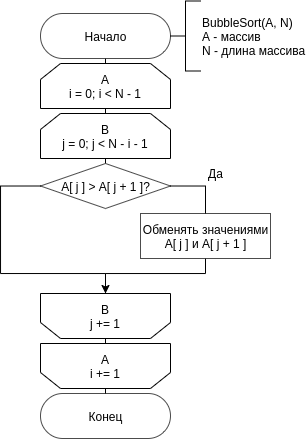 BubbleSort(A, N)
A - массив
N - длина массива
Начало
A
i = 0; i < N - 1
B
j = 0; j < N - i - 1
A[ j ] > A[ j + 1 ]?
Да
Обменять значениями
A[ j ] и A[ j + 1 ]
B
j += 1
A
i += 1
Конец